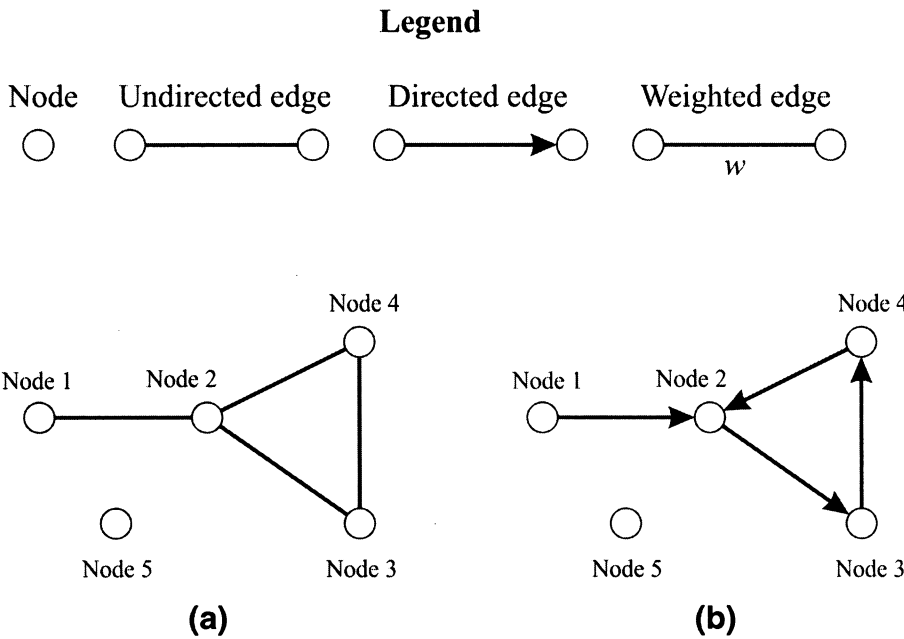 Legend
Node Undirected edge Directed edge Weighted edge
w
Node 4
Node 1 Node 2
Node 5 Node 3
(a)
Node 4
Node 1 Node 2
Node 5 Node 3
(b)